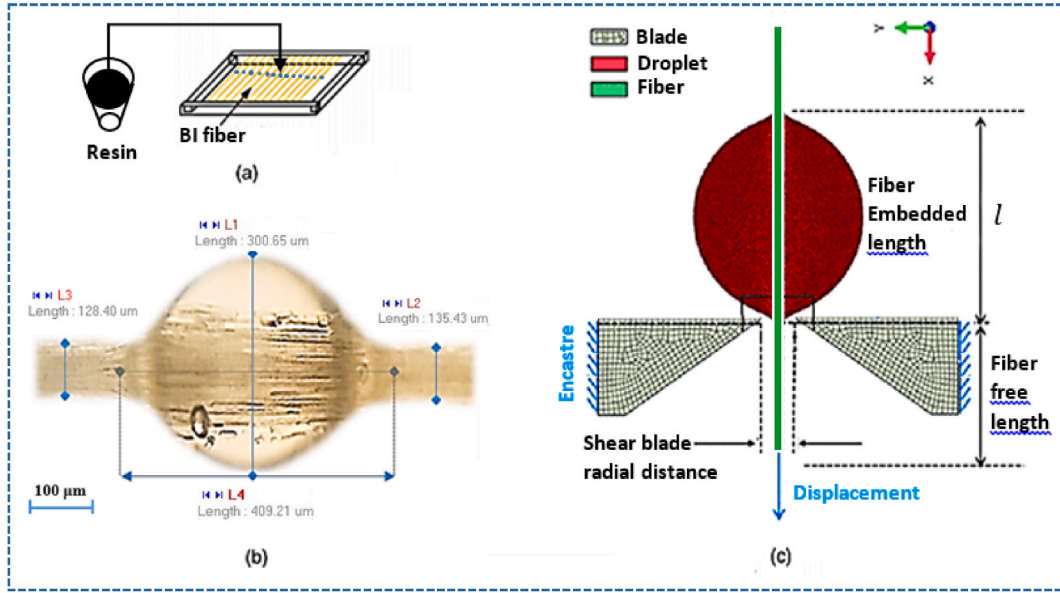 Resin
BI fiber
(a)
L1
Length : 300.65 um
L3
Length : 128.40 um
L2
Length : 135.43 um
100 µm
L4
Length : 409.21 um
(b)
Blade
Droplet
Fiber
Y
X
Fiber
Embedded
length
l
Encastre
Fiber
free
length
Shear blade
radial distance
Displacement
(c)